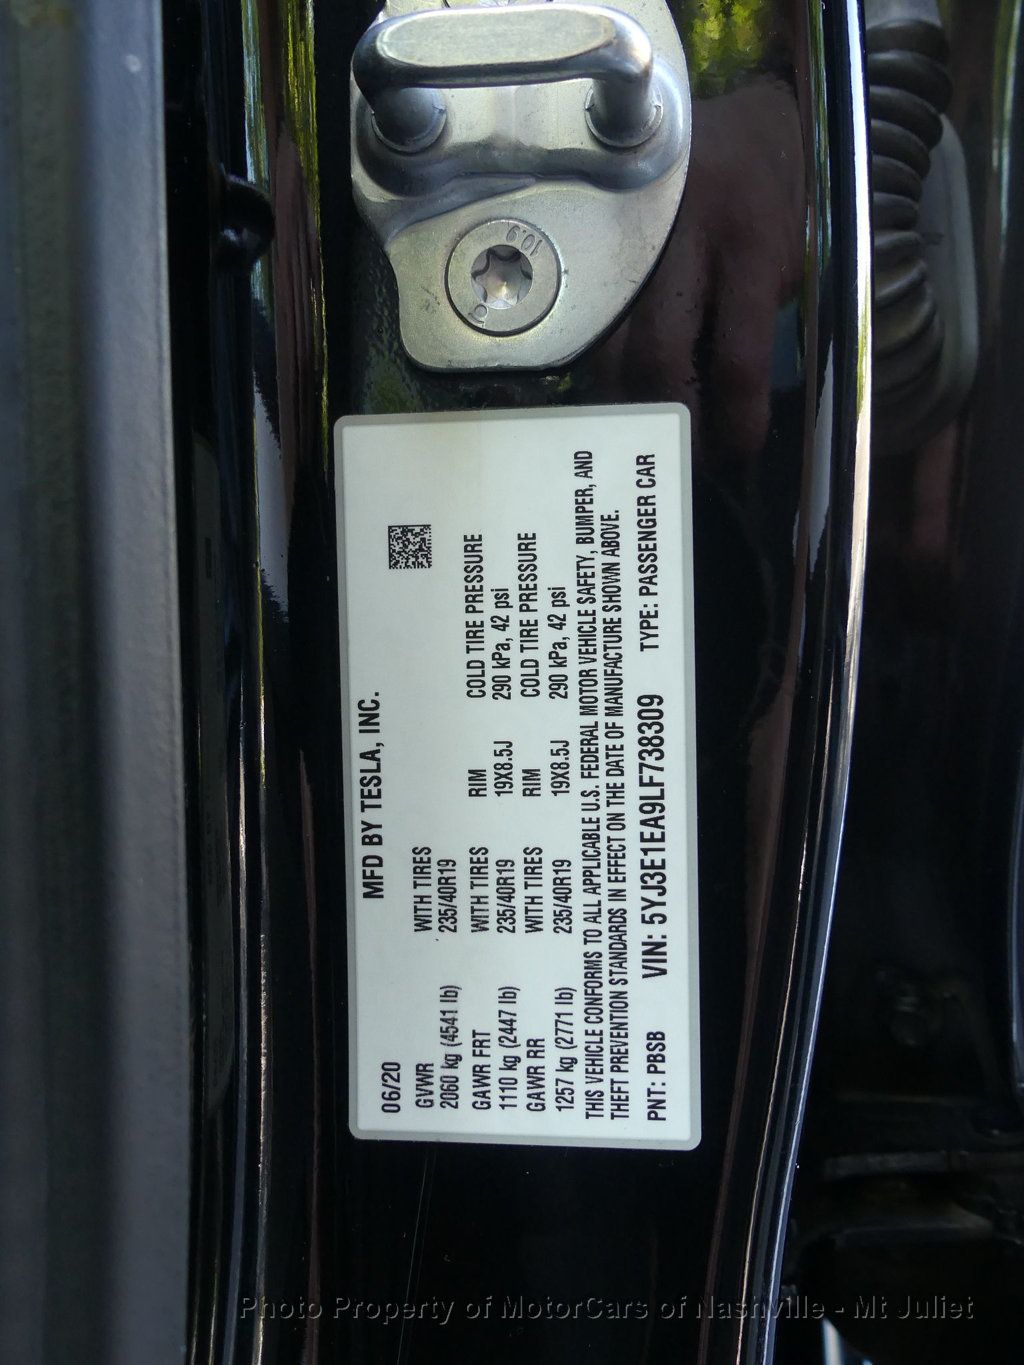 10.9
MFD BY TESLA, INC.
06/20
GVWR WITH TIRES
2060 kg (4541 lb) 235/40R19
GAWR FRT WITH TIRES RIM COLD TIRE PRESSURE
1110 kg (2447 lb) 235/40R19 19X8.5J 290 kPa, 42 psi
GAWR RR WITH TIRES RIM COLD TIRE PRESSURE
1257 kg (2771 lb) 235/40R19 19X8.5J 290 kPa, 42 psi
THIS VEHICLE CONFORMS TO ALL APPLICABLE U.S. FEDERAL MOTOR VEHICLE SAFETY, BUMPER, AND
THEFT PREVENTION STANDARDS IN EFFECT ON THE DATE OF MANUFACTURE SHOWN ABOVE.
PNT: PBSB VIN: 5YJ3E1EA9LF738309 TYPE: PASSENGER CAR
Photo Property of MotorCars of Nashville - Mt Juliet